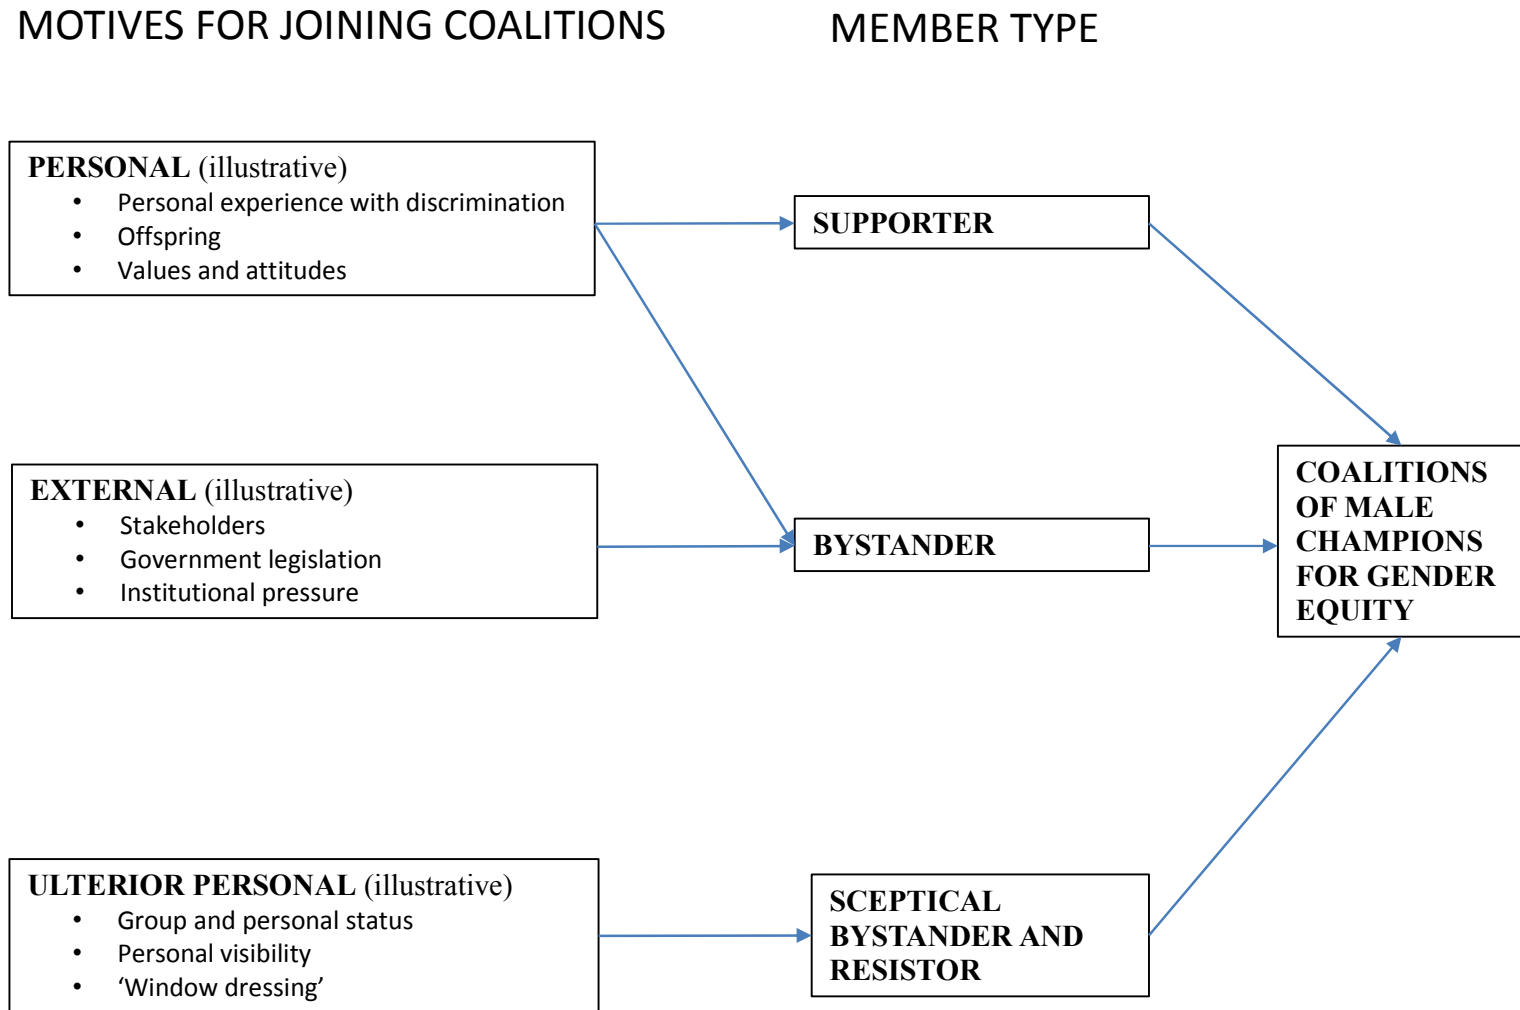 MOTIVES FOR JOINING COALITIONS
MEMBER TYPE
PERSONAL (illustrative)
• Personal experience with discrimination
• Offspring
• Values and attitudes
SUPPORTER
EXTERNAL (illustrative)
• Stakeholders
• Government legislation
• Institutional pressure
BYSTANDER
COALITIONS
OF MALE
CHAMPIONS
FOR GENDER
EQUITY
ULTERIOR PERSONAL (illustrative)
• Group and personal status
• Personal visibility
• ‘Window dressing’
SCEPTICAL
BYSTANDER AND
RESISTOR